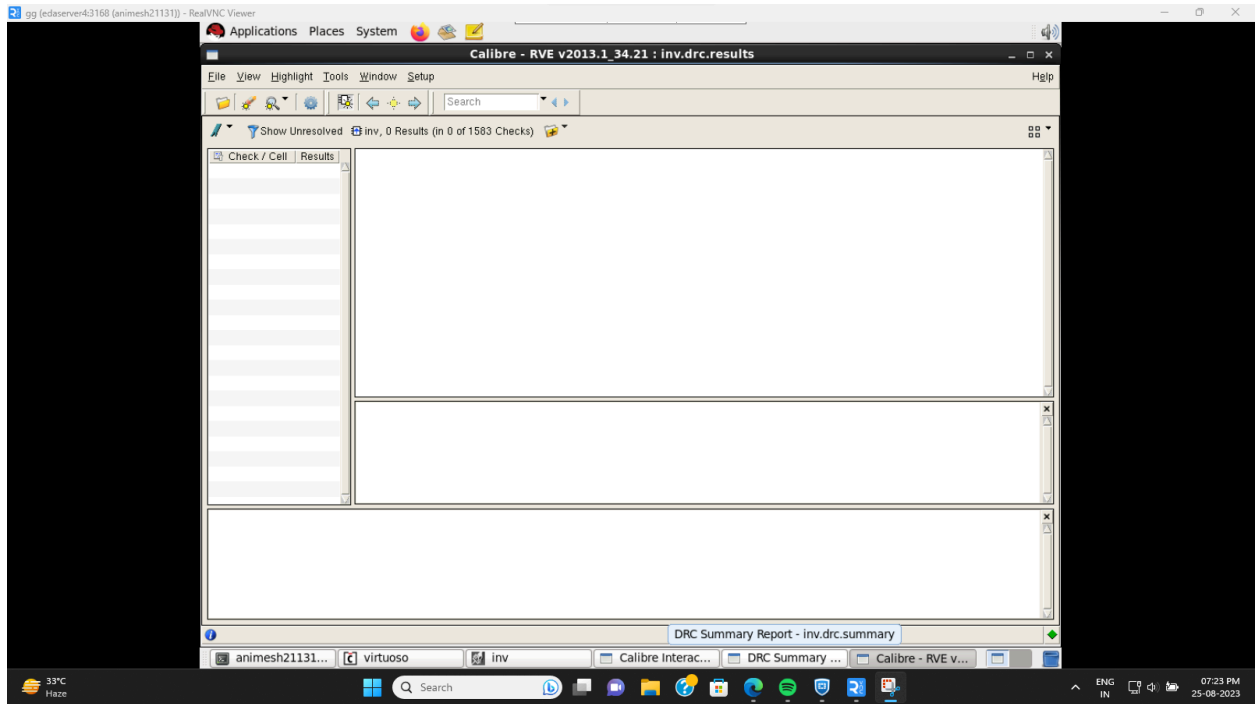 gg (edaserver4:3168 (animesh21131)) - RealVNC Viewer
Applications Places System
Calibre - RVE v2013.1_34.21 : inv.drc.results
File View Highlight Tools Window Setup Help
Search
Show Unresolved inv, 0 Results (in 0 of 1583 Checks)
Check / Cell Results
DRC Summary Report - inv.drc.summary
animesh21131... virtuoso inv Calibre Interac... DRC Summary ... Calibre - RVE v...
33°C
Haze
Search
ENG
IN
07:23 PM
25-08-2023